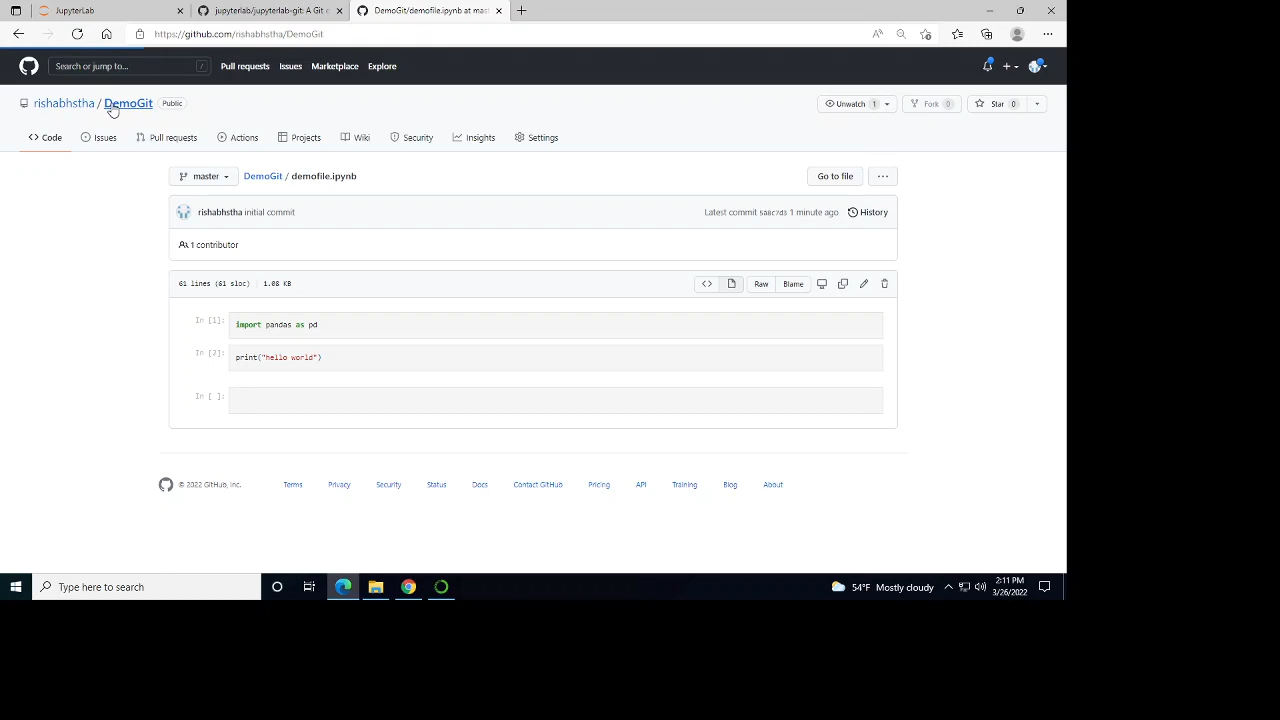 JupyterLab
jupyterlab/jupyterlab-git: A Git e
DemoGit/demofile.ipynb at mast
https://github.com/rishabhstha/DemoGit
Search or jump to...
/
Pull requests
Issues
Marketplace
Explore
rishabhstha / DemoGit
Public
Unwatch 1
Fork 0
Star 0
Code
Issues
Pull requests
Actions
Projects
Wiki
Security
Insights
Settings
master
DemoGit / demofile.ipynb
Go to file
rishabhstha initial commit
Latest commit 1 minute ago
History
1 contributor
61 lines (61 sloc) 1.08 KB
Raw
Blame
In [1]:
import pandas as pd
In [2]:
print("hello world")
In [ ]:
© 2022 GitHub, Inc.
Terms
Privacy
Security
Status
Docs
Contact GitHub
Pricing
API
Training
Blog
About
Type here to search
54°F Mostly cloudy
2:11 PM
3/26/2022